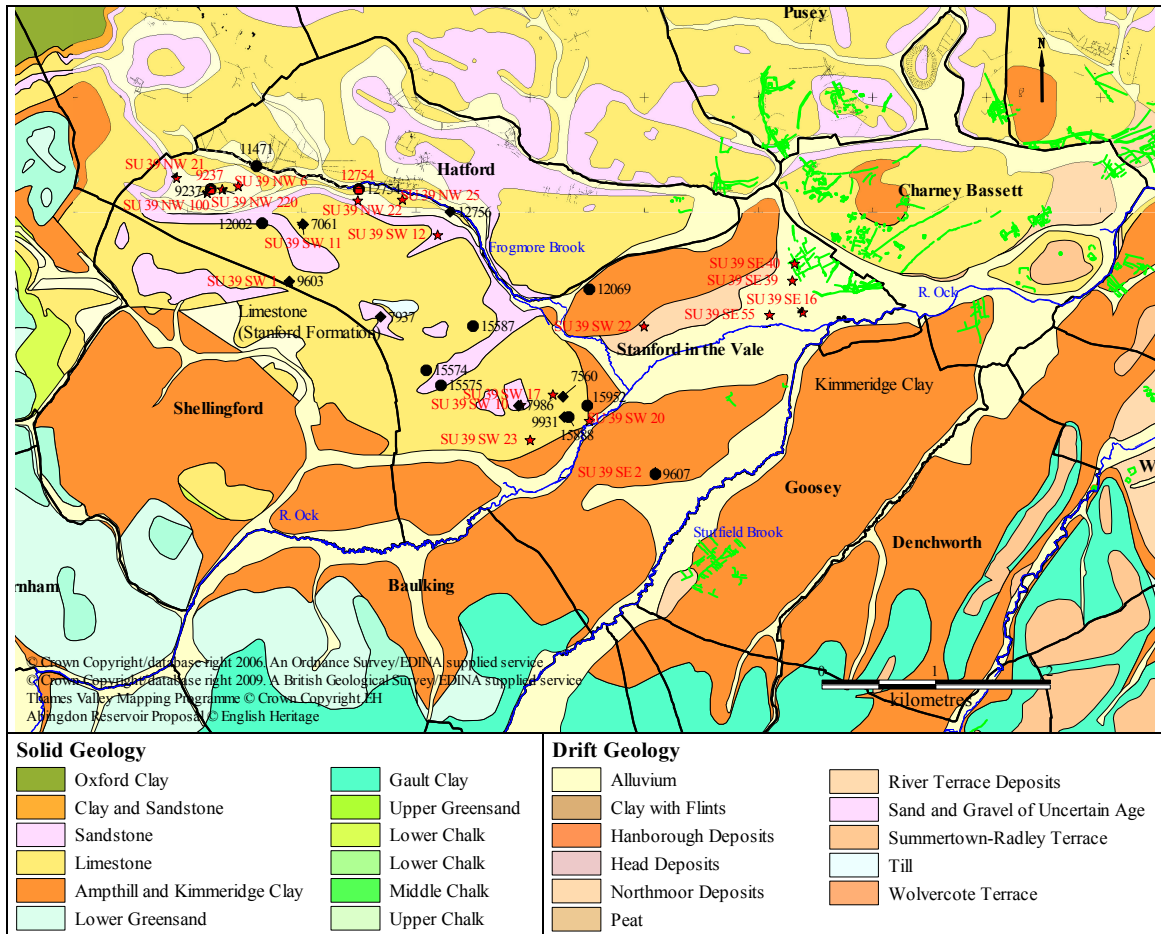 Pusey
N
11471
Hatford
SU 39 NW 21
9237
SU 39 NW 6
12754
9237
SU 39 NW 25
Charney Bassett
SU 39 NW 100
SU 39 NW 220
SU 39 NW 22
12756
12002
7061
SU 39 SW 11
SU 39 SW 12
Frogmore Brook
SU 39 SE 40
SU 39 SW 1
9603
SU 39 SE 39
12069
R. Ock
SU 39 SE 16
Limestone
(Stanford Formation)
7937
15587
SU 39 SW 22
SU 39 SE 55
Stanford in the Vale
15574
15575
7560
Kimmeridge Clay
SU 39 SW 17
Shellingford
7986
15952
9931
SU 39 SW 20
15888
SU 39 SW 23
SU 39 SE 2
9607
Goosey
W
R. Ock
Stutfield Brook
Denchworth
Baulking
rnham
© Crown Copyright/database right 2006. An Ordnance Survey/EDINA supplied service
© Crown Copyright/database right 2009. A British Geological Survey/EDINA supplied service
Thames Valley Mapping Programme © Crown Copyright EH
Abingdon Reservoir Proposal © English Heritage
0 1 2
kilometres
Solid Geology
Oxford Clay
Clay and Sandstone
Sandstone
Limestone
Ampthill and Kimmeridge Clay
Lower Greensand
Gault Clay
Upper Greensand
Lower Chalk
Lower Chalk
Middle Chalk
Upper Chalk
Drift Geology
Alluvium
Clay with Flints
Hanborough Deposits
Head Deposits
Northmoor Deposits
Peat
River Terrace Deposits
Sand and Gravel of Uncertain Age
Summertown-Radley Terrace
Till
Wolvercote Terrace